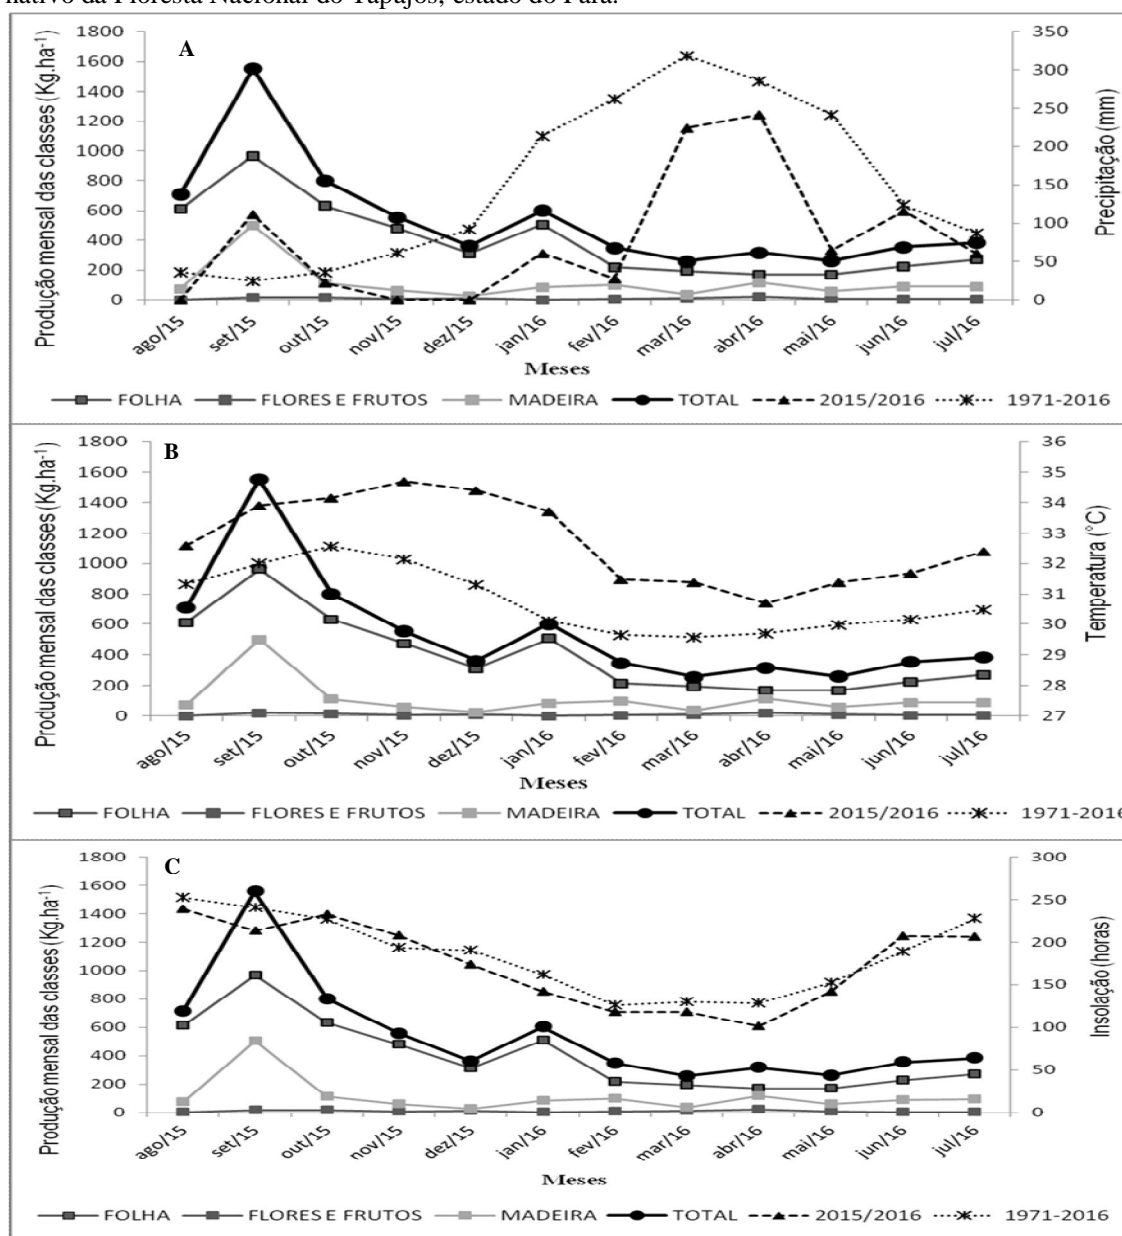 nativo da Floresta Nacional do Tapajós, estado do Pará.
A
Produção mensal das classes (Kg.ha-1)
1800
1600
1400
1200
1000
800
600
400
200
0
350
300
250
200
150
100
50
0
Precipitação (mm)
ago/15 set/15 out/15 nov/15 dez/15 jan/16 fev/16 mar/16 abr/16 mai/16 jun/16 jul/16
Meses
FOLHA FLORES E FRUTOS MADEIRA TOTAL 2015/2016 1971-2016
B
Produção mensal das classes (Kg.ha-1)
1800
1600
1400
1200
1000
800
600
400
200
0
36
35
34
33
32
31
30
29
28
27
Temperatura (°C)
ago/15 set/15 out/15 nov/15 dez/15 jan/16 fev/16 mar/16 abr/16 mai/16 jun/16 jul/16
Meses
FOLHA FLORES E FRUTOS MADEIRA TOTAL 2015/2016 1971-2016
C
Produção mensal das classes (Kg.ha-1)
1800
1600
1400
1200
1000
800
600
400
200
0
300
250
200
150
100
50
0
Insolação (horas)
ago/15 set/15 out/15 nov/15 dez/15 jan/16 fev/16 mar/16 abr/16 mai/16 jun/16 jul/16
Meses
FOLHA FLORES E FRUTOS MADEIRA TOTAL 2015/2016 1971-2016